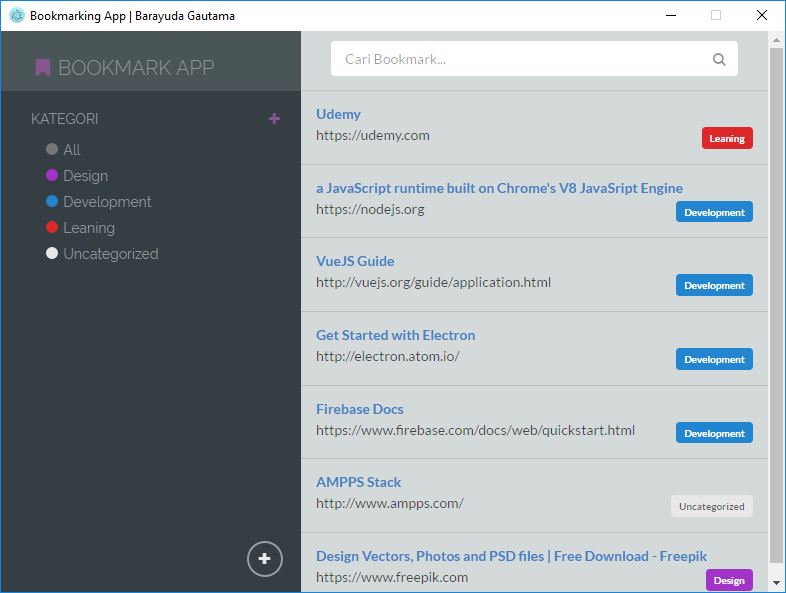 Bookmarking App | Barayuda Gautama
BOOKMARK APP
KATEGORI
All
Design
Development
Leaning
Uncategorized
Cari Bookmark...
Udemy
https://udemy.com
Leaning
a JavaScript runtime built on Chrome's V8 JavaSript Engine
https://nodejs.org
Development
VueJS Guide
http://vuejs.org/guide/application.html
Development
Get Started with Electron
http://electron.atom.io/
Development
Firebase Docs
https://www.firebase.com/docs/web/quickstart.html
Development
AMPPS Stack
http://www.ampps.com/
Uncategorized
Design Vectors, Photos and PSD files | Free Download - Freepik
https://www.freepik.com
Design